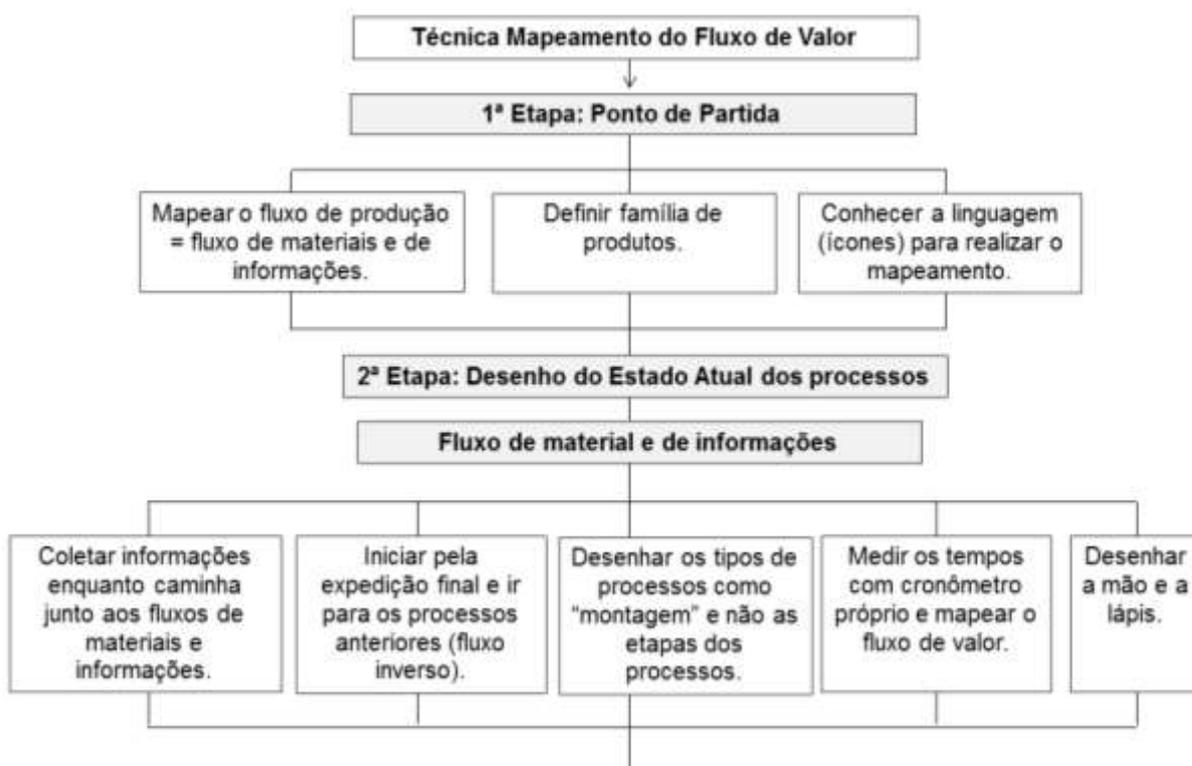 Técnica Mapeamento do Fluxo de Valor
1ª Etapa: Ponto de Partida
Mapear o fluxo de produção
= fluxo de materiais e de
informações.
Definir família de
produtos.
Conhecer a linguagem
(ícones) para realizar o
mapeamento.
2ª Etapa: Desenho do Estado Atual dos processos
Fluxo de material e de informações
Coletar informações
enquanto caminha
junto aos fluxos de
materiais e
informações.
Iniciar pela
expedição final e ir
para os processos
anteriores (fluxo
inverso).
Desenhar os tipos de
processos como
“montagem” e não as
etapas dos
processos.
Medir os tempos
com cronômetro
próprio e mapear o
fluxo de valor.
Desenhar
a mão e a
lápis.